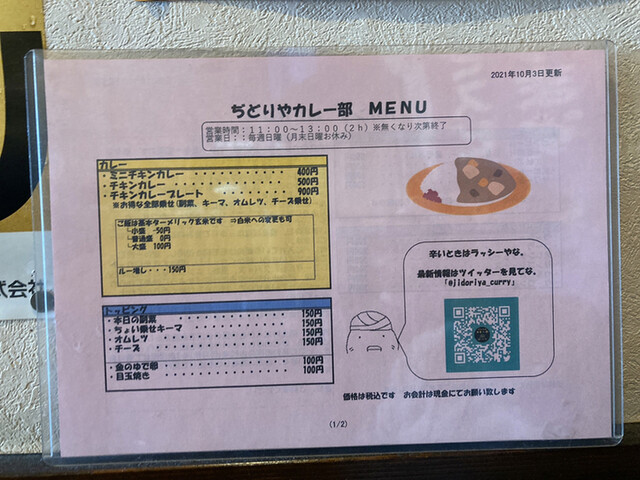 2021年10月3日更新
ぢどりやカレー部 MENU
営業時間:11:00~13:00(2h)※無くなり次第終了
営業日::毎週日曜(月末日曜お休み)
カレー
・ミニチキンカレー ・・・・・・・・・・・ 400円
・チキンカレー ・・・・・・・・・・・・・ 500円
・チキンカレープレート ・・・・・・・・・ 900円
※お得な全部乗せ(副菜、キーマ、オムレツ、チーズ乗せ)
ご飯は基本ターメリック玄米です ⇒白米への変更も可
└小盛 -50円
└普通盛 0円
└大盛 100円
ルー増し・・・150円
トッピング
・本日の副菜 ・・・・・・・・・・・・・ 150円
・ちょい乗せキーマ ・・・・・・・・・・ 150円
・オムレツ ・・・・・・・・・・・・・・ 150円
・チーズ ・・・・・・・・・・・・・・・ 150円
・金のゆで卵 ・・・・・・・・・・・・・ 100円
・目玉焼き ・・・・・・・・・・・・・・ 100円
辛いときはラッシーやな。
最新情報はツイッターを見てな。
「@jidoriya_curry」
価格は税込です お会計は現金にてお願い致します
(1/2)
式会社